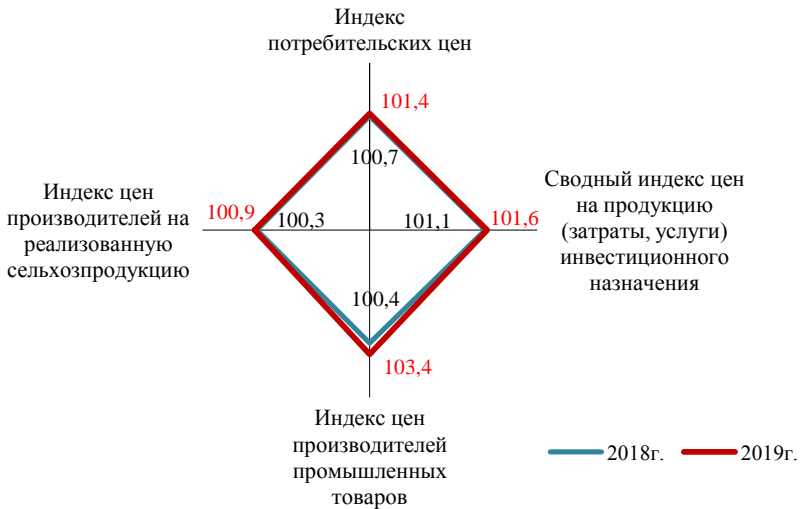 Индекс
потребительских цен
101,4
100,7
Индекс цен
производителей на
реализованную
сельхозпродукцию
100,9
100,3
101,1
101,6
Сводный индекс цен
на продукцию
(затраты, услуги)
инвестиционного
назначения
100,4
103,4
Индекс цен
производителей
промышленных
товаров
2018г.
2019г.